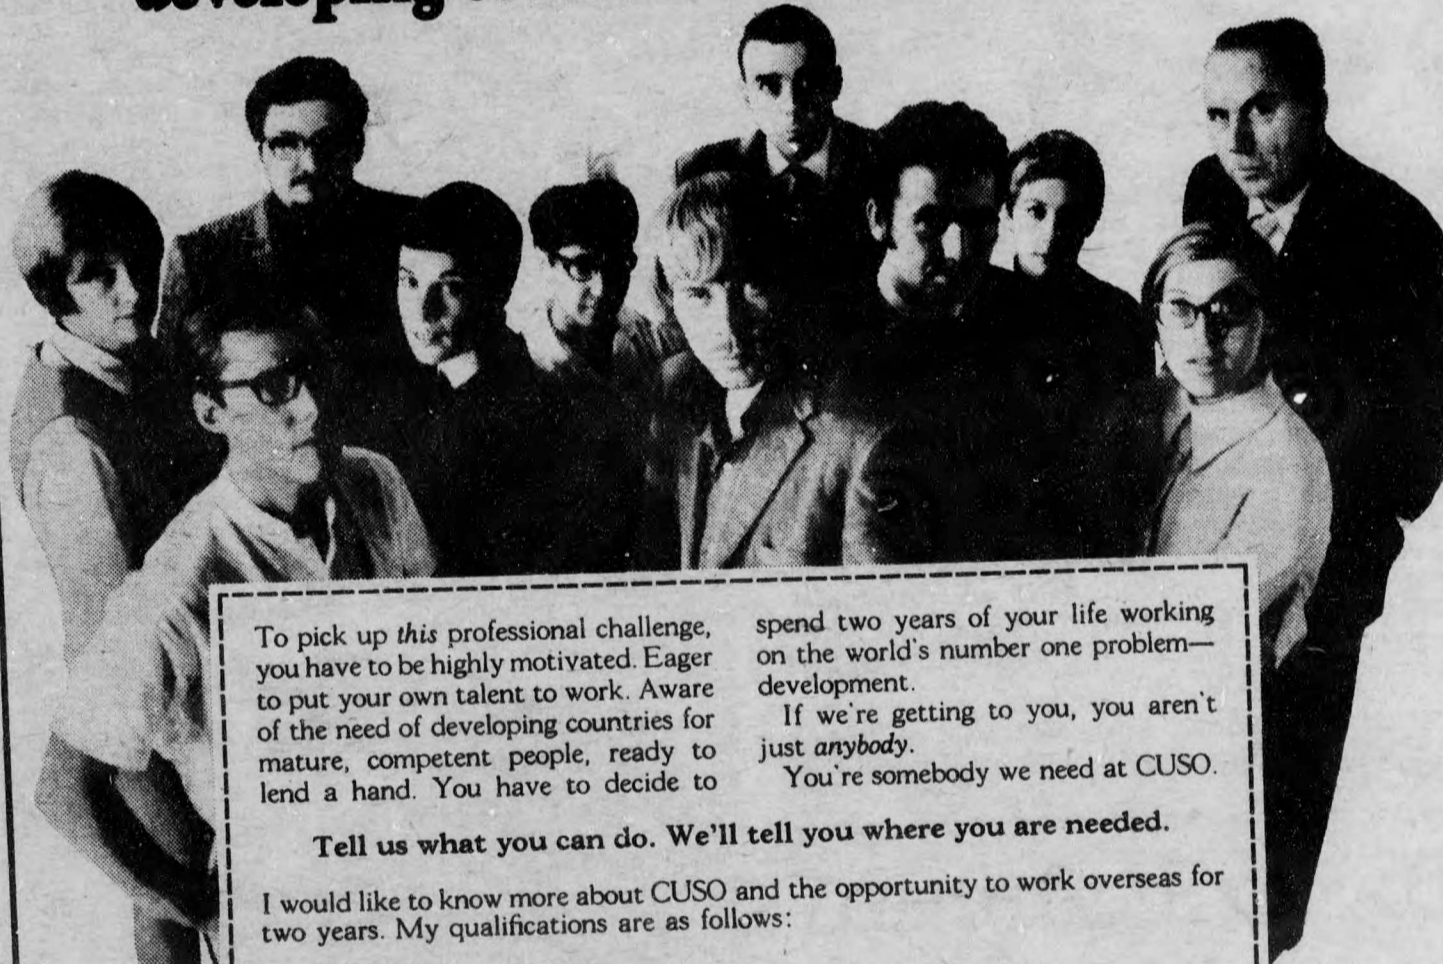 developing
To pick up this professional challenge,
you have to be highly motivated. Eager
to put your own talent to work. Aware
of the need of developing countries for
mature, competent people, ready to
lend a hand. You have to decide to
spend two years of your life working
on the world's number one problem—
development.
If we're getting to you, you aren't
just anybody.
You're somebody we need at CUSO.
Tell us what you can do. We'll tell you where you are needed.
I would like to know more about CUSO and the opportunity to work overseas for
two years. My qualifications are as follows: